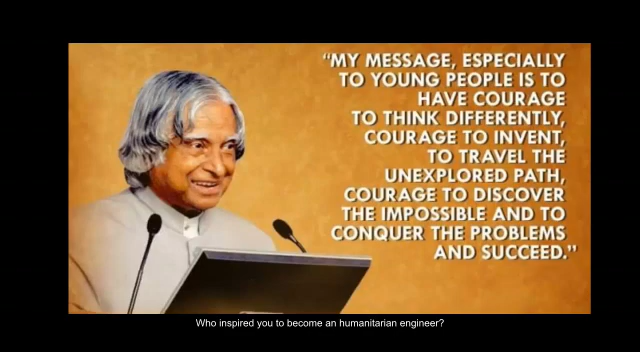 “MY MESSAGE, ESPECIALLY
TO YOUNG PEOPLE IS TO
HAVE COURAGE
TO THINK DIFFERENTLY,
COURAGE TO INVENT,
TO TRAVEL THE
UNEXPLORED PATH,
COURAGE TO DISCOVER
THE IMPOSSIBLE AND TO
CONQUER THE PROBLEMS
AND SUCCEED.”
Who inspired you to become an humanitarian engineer?